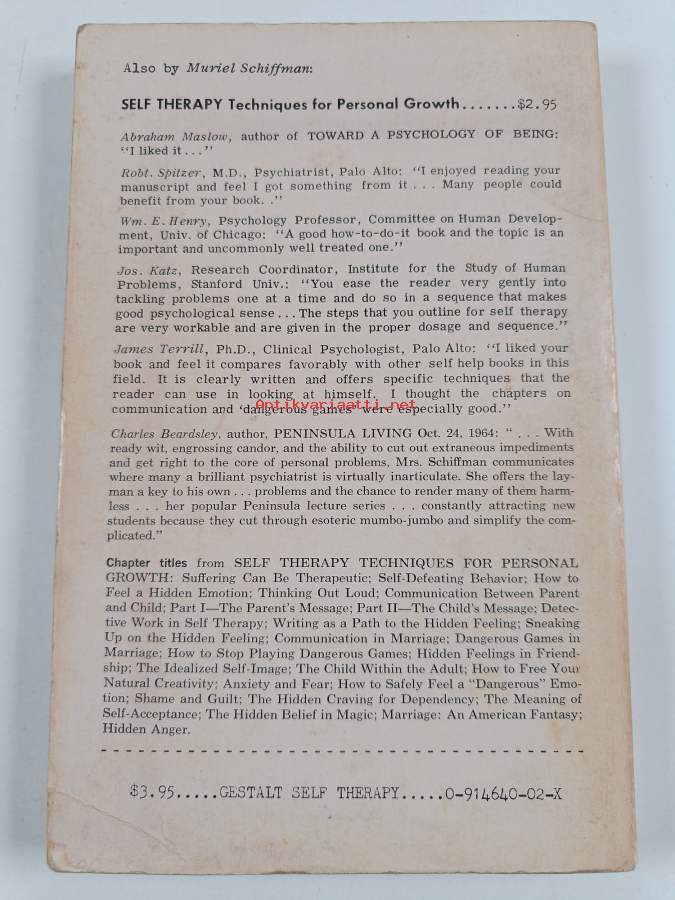 Also by Muriel Schiffman:
SELF THERAPY Techniques for Personal Growth.......$2.95
Abraham Maslow, author of TOWARD A PSYCHOLOGY OF BEING:
"I liked it..."
Robt. Spitzer, M.D., Psychiatrist, Palo Alto: "I enjoyed reading your
manuscript and feel I got something from it . . . Many people could
benefit from your book. ."
Wm. E. Henry, Psychology Professor, Committee on Human Develop-
ment, Univ. of Chicago: "A good how-to-do-it book and the topic is an
important and uncommonly well treated one."
Jos. Katz, Research Coordinator, Institute for the Study of Human
Problems, Stanford Univ.: "You ease the reader very gently into
tackling problems one at a time and do so in a sequence that makes
good psychological sense... The steps that you outline for self therapy
are very workable and are given in the proper dosage and sequence."
James Terrill, Ph.D., Clinical Psychologist, Palo Alto: "I liked your
book and feel it compares favorably with other self help books in this
field. It is clearly written and offers specific techniques that the
reader can use in looking at himself. I thought the chapters on
communication and 'dangerous games' were especially good."
Antikvariaatti.net
Charles Beardsley, author, PENINSULA LIVING Oct. 24, 1964: " . . . With
ready wit, engrossing candor, and the ability to cut out extraneous impediments
and get right to the core of personal problems, Mrs. Schiffman communicates
where many a brilliant psychiatrist is virtually inarticulate. She offers the lay-
man a key to his own . . . problems and the chance to render many of them harm-
less . . . her popular Peninsula lecture series . . . constantly attracting new
students because they cut through esoteric mumbo-jumbo and simplify the com-
plicated."
Chapter titles from SELF THERAPY TECHNIQUES FOR PERSONAL
GROWTH: Suffering Can Be Therapeutic; Self-Defeating Behavior; How to
Feel a Hidden Emotion; Thinking Out Loud; Communication Between Parent
and Child; Part I—The Parent's Message; Part II—The Child's Message; Detec-
tive Work in Self Therapy; Writing as a Path to the Hidden Feeling; Sneaking
Up on the Hidden Feeling; Communication in Marriage; Dangerous Games in
Marriage; How to Stop Playing Dangerous Games; Hidden Feelings in Friend-
ship; The Idealized Self-Image; The Child Within the Adult; How to Free Your
Natural Creativity; Anxiety and Fear; How to Safely Feel a "Dangerous" Emo-
tion; Shame and Guilt; The Hidden Craving for Dependency; The Meaning of
Self-Acceptance; The Hidden Belief in Magic; Marriage: An American Fantasy;
Hidden Anger.
$3.95.....GESTALT SELF THERAPY.....0-914640-02-X